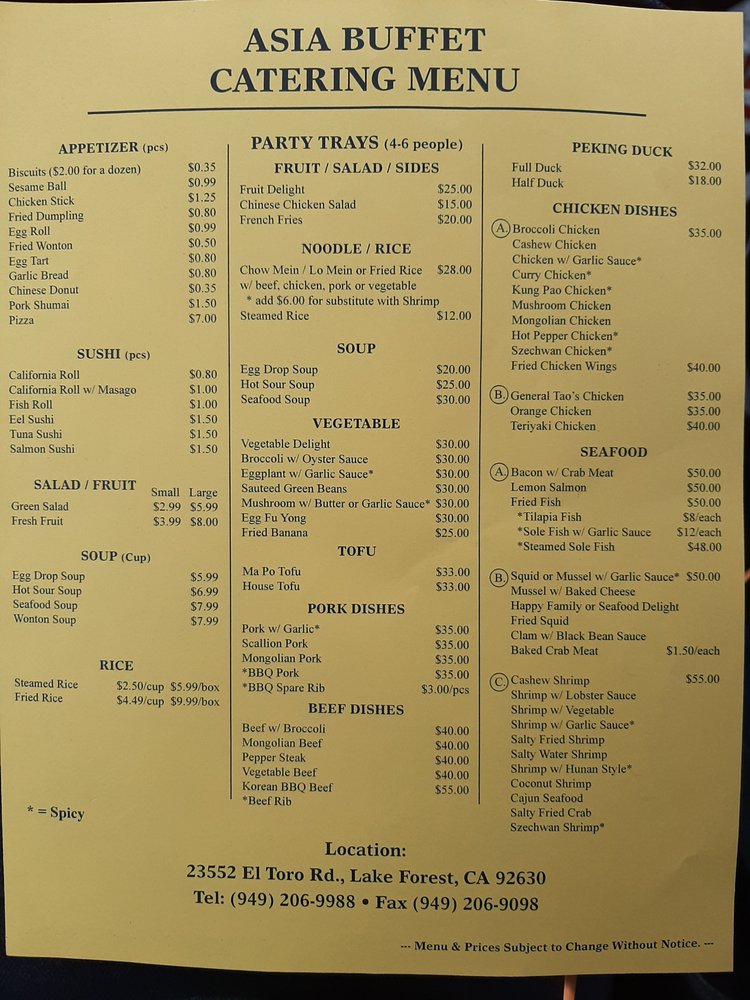 ASIA BUFFET
CATERING MENU
APPETIZER (pcs)
Biscuits ($2.00 for a dozen) $0.35
Sesame Ball $0.99
Chicken Stick $1.25
Fried Dumpling $0.80
Egg Roll $0.99
Fried Wonton $0.50
Egg Tart $0.80
Garlic Bread $0.80
Chinese Donut $0.35
Pork Shumai $1.50
Pizza $7.00
SUSHI (pcs)
California Roll $0.80
California Roll w/ Masago $1.00
Fish Roll $1.00
Eel Sushi $1.50
Tuna Sushi $1.50
Salmon Sushi $1.50
SALAD / FRUIT
Small Large
Green Salad $2.99 $5.99
Fresh Fruit $3.99 $8.00
SOUP (Cup)
Egg Drop Soup $5.99
Hot Sour Soup $6.99
Seafood Soup $7.99
Wonton Soup $7.99
RICE
Steamed Rice $2.50/cup $5.99/box
Fried Rice $4.49/cup $9.99/box
* = Spicy
PARTY TRAYS (4-6 people)
FRUIT / SALAD / SIDES
Fruit Delight $25.00
Chinese Chicken Salad $15.00
French Fries $20.00
NOODLE / RICE
Chow Mein / Lo Mein or Fried Rice $28.00
w/ beef, chicken, pork or vegetable
* add $6.00 for substitute with Shrimp
Steamed Rice $12.00
SOUP
Egg Drop Soup $20.00
Hot Sour Soup $25.00
Seafood Soup $30.00
VEGETABLE
Vegetable Delight $30.00
Broccoli w/ Oyster Sauce $30.00
Eggplant w/ Garlic Sauce* $30.00
Sauteed Green Beans $30.00
Mushroom w/ Butter or Garlic Sauce* $30.00
Egg Fu Yong $30.00
Fried Banana $25.00
TOFU
Ma Po Tofu $33.00
House Tofu $33.00
PORK DISHES
Pork w/ Garlic* $35.00
Scallion Pork $35.00
Mongolian Pork $35.00
*BBQ Pork $35.00
*BBQ Spare Rib $3.00/pcs
BEEF DISHES
Beef w/ Broccoli $40.00
Mongolian Beef $40.00
Pepper Steak $40.00
Vegetable Beef $40.00
Korean BBQ Beef $55.00
*Beef Rib
PEKING DUCK
Full Duck $32.00
Half Duck $18.00
CHICKEN DISHES
A. Broccoli Chicken $35.00
Cashew Chicken
Chicken w/ Garlic Sauce*
Curry Chicken*
Kung Pao Chicken*
Mushroom Chicken
Mongolian Chicken
Hot Pepper Chicken*
Szechwan Chicken*
Fried Chicken Wings $40.00
B. General Tao's Chicken $35.00
Orange Chicken $35.00
Teriyaki Chicken $40.00
SEAFOOD
A. Bacon w/ Crab Meat $50.00
Lemon Salmon $50.00
Fried Fish $50.00
*Tilapia Fish $8/each
*Sole Fish w/ Garlic Sauce $12/each
*Steamed Sole Fish $48.00
B. Squid or Mussel w/ Garlic Sauce* $50.00
Mussel w/ Baked Cheese
Happy Family or Seafood Delight
Fried Squid
Clam w/ Black Bean Sauce
Baked Crab Meat $1.50/each
C. Cashew Shrimp $55.00
Shrimp w/ Lobster Sauce
Shrimp w/ Vegetable
Shrimp w/ Garlic Sauce*
Salty Fried Shrimp
Salty Water Shrimp
Shrimp w/ Hunan Style*
Coconut Shrimp
Cajun Seafood
Salty Fried Crab
Szechwan Shrimp*
Location:
23552 El Toro Rd., Lake Forest, CA 92630
Tel: (949) 206-9988 • Fax (949) 206-9098
--- Menu & Prices Subject to Change Without Notice. ---